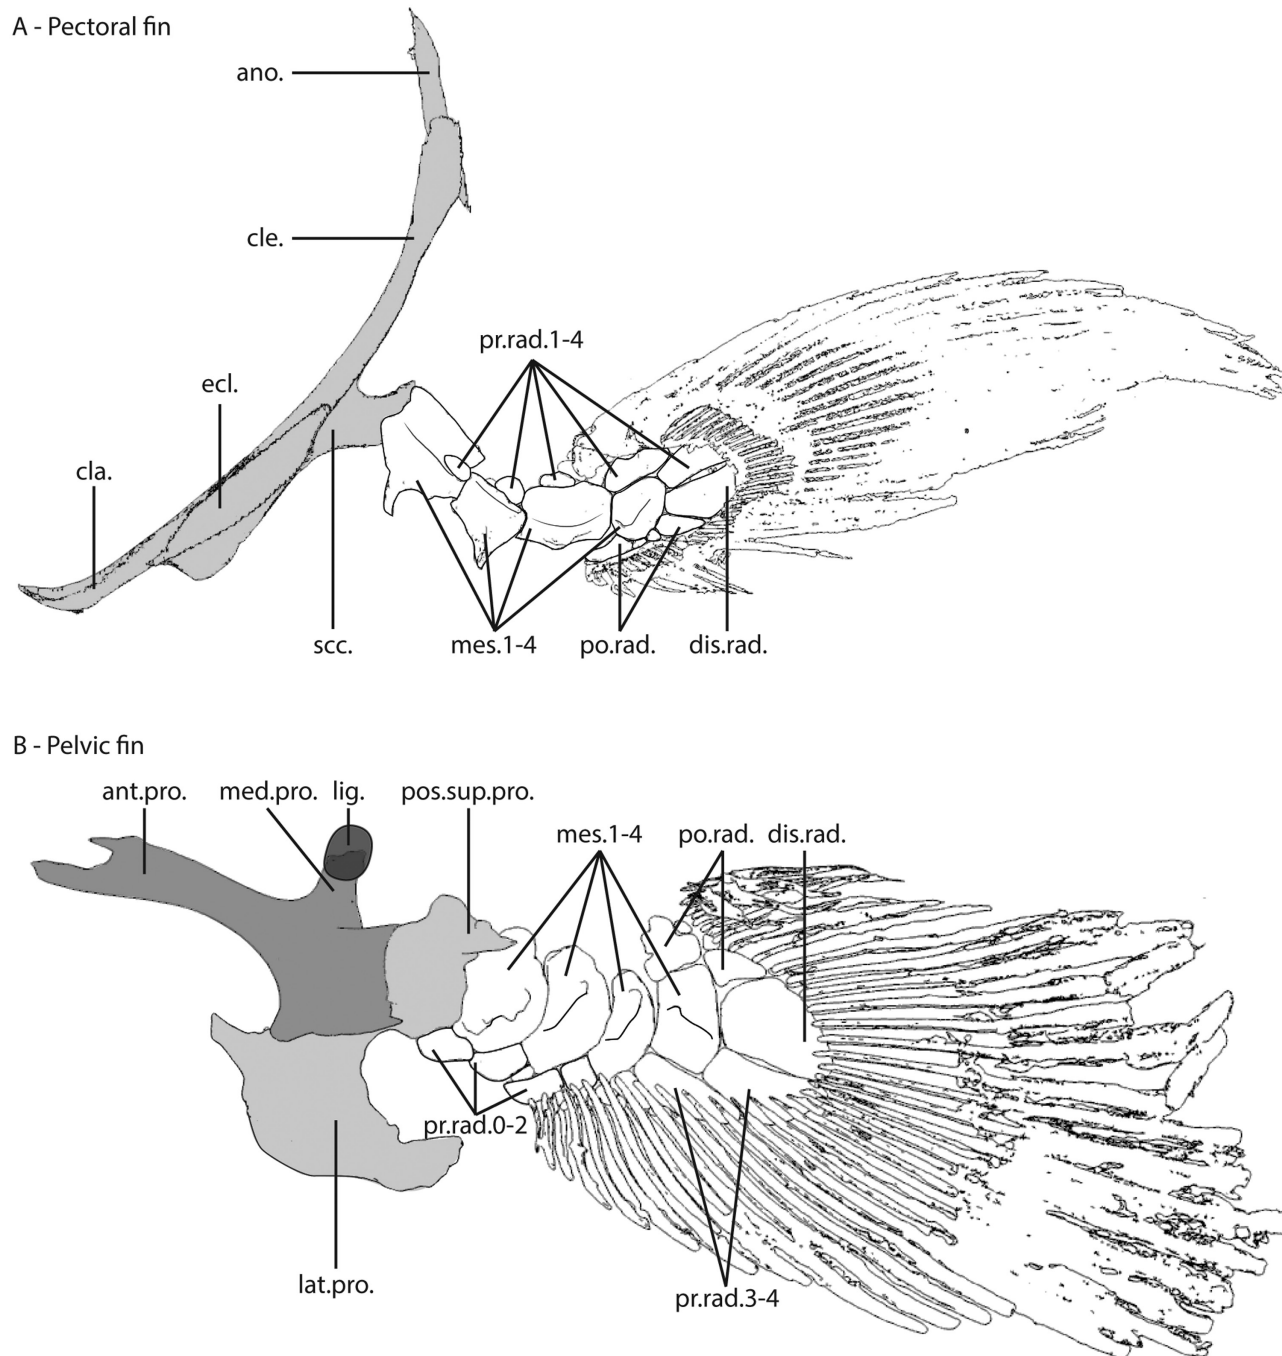 A - Pectoral fin
ano.
cle.
pr.rad.1-4
ecl.
cla.
scc.
mes.1-4
po.rad.
dis.rad.
B - Pelvic fin
ant.pro.
med.pro.
lig.
pos.sup.pro.
mes.1-4
po.rad.
dis.rad.
pr.rad.0-2
lat.pro.
pr.rad.3-4